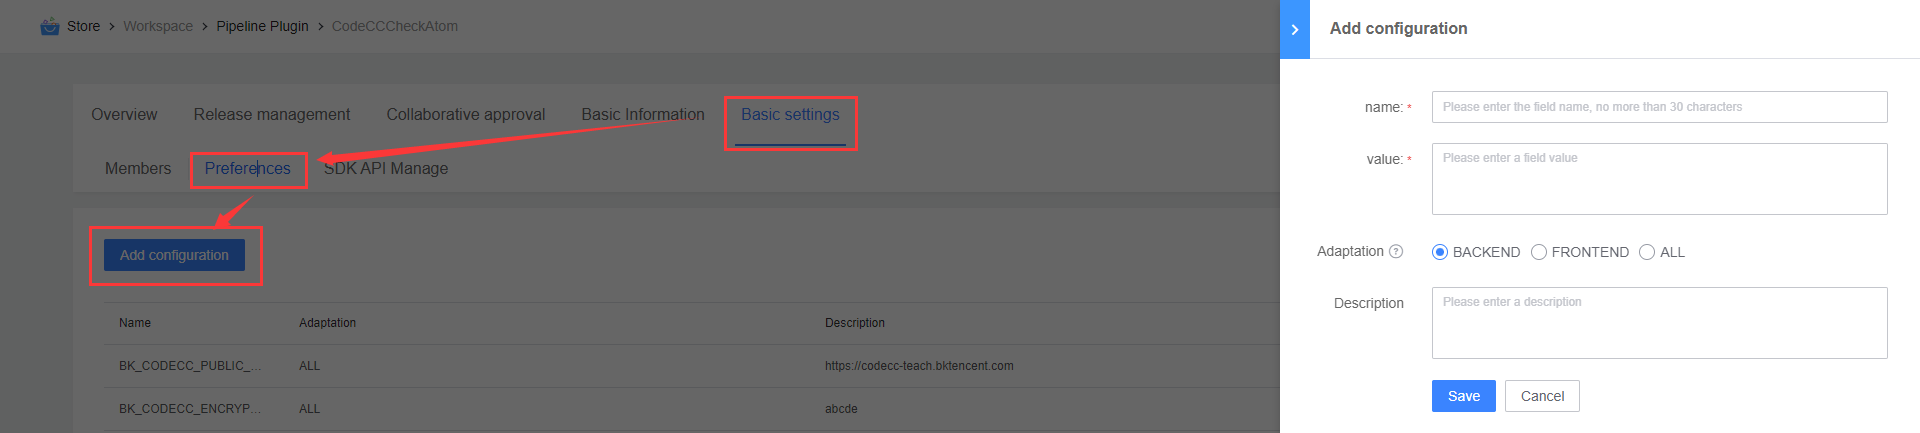 Store > Workspace > Pipeline Plugin > CodeCCCheckAtom
Overview Release management Collaborative approval Basic Information Basic settings
Members Preferences SDK API Manage
Add configuration
Name Adaptation Description
BK_CODECC_PUBLIC_... ALL https://codecc-teach.bktencent.com
BK_CODECC_ENCRYP... ALL abcde
Add configuration
name: * Please enter the field name, no more than 30 characters
value: * Please enter a field value
Adaptation ? BACKEND FRONTEND ALL
Description Please enter a description
Save Cancel